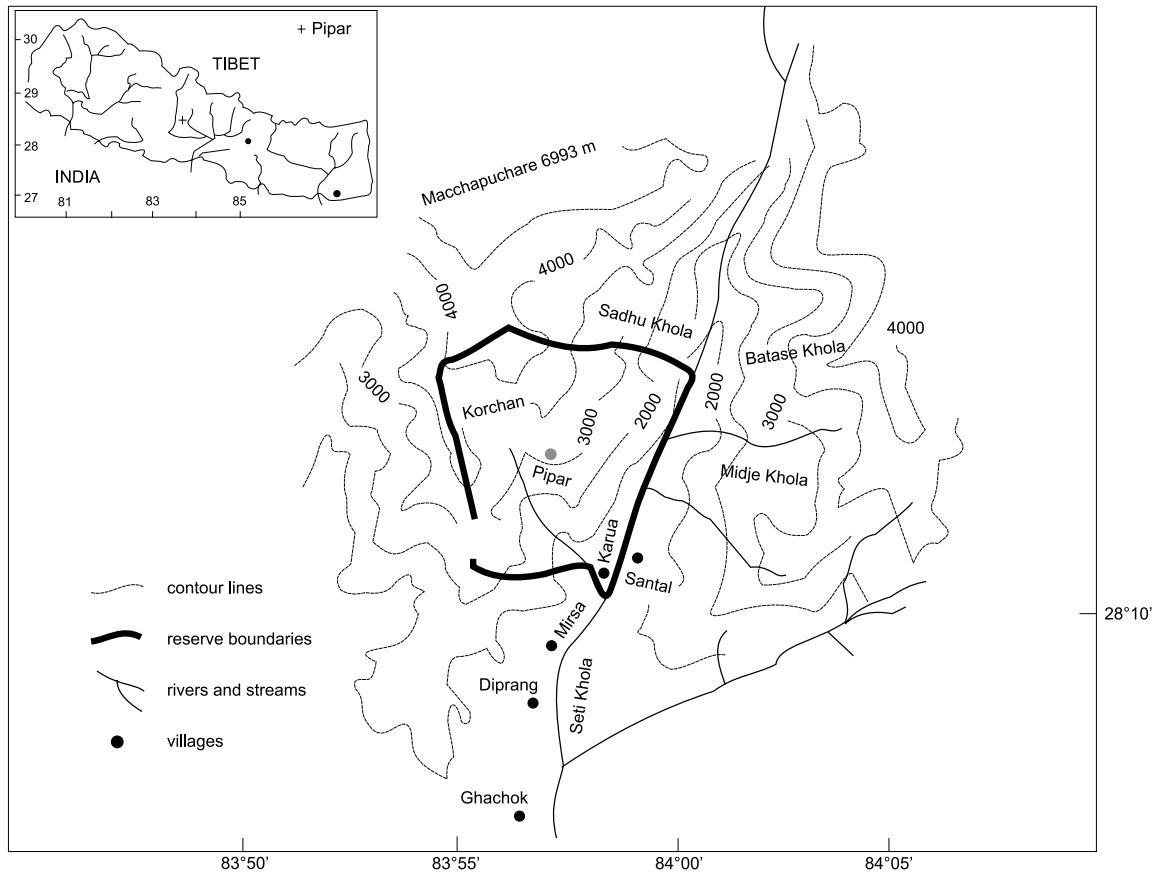 30
+ Pipar
TIBET
29
28
INDIA
27
81
83
85
Macchapuchare 6993 m
4000
4000
Sadhu Khola
4000
Batase Khola
3000
Korchan
3000
2000
2000
3000
Pipar
Midje Khola
Karua
Santal
contour lines
28°10'
Mirsa
reserve boundaries
Diprang
Seti Khola
rivers and streams
villages
Ghachok
83°50'
83°55'
84°00'
84°05'